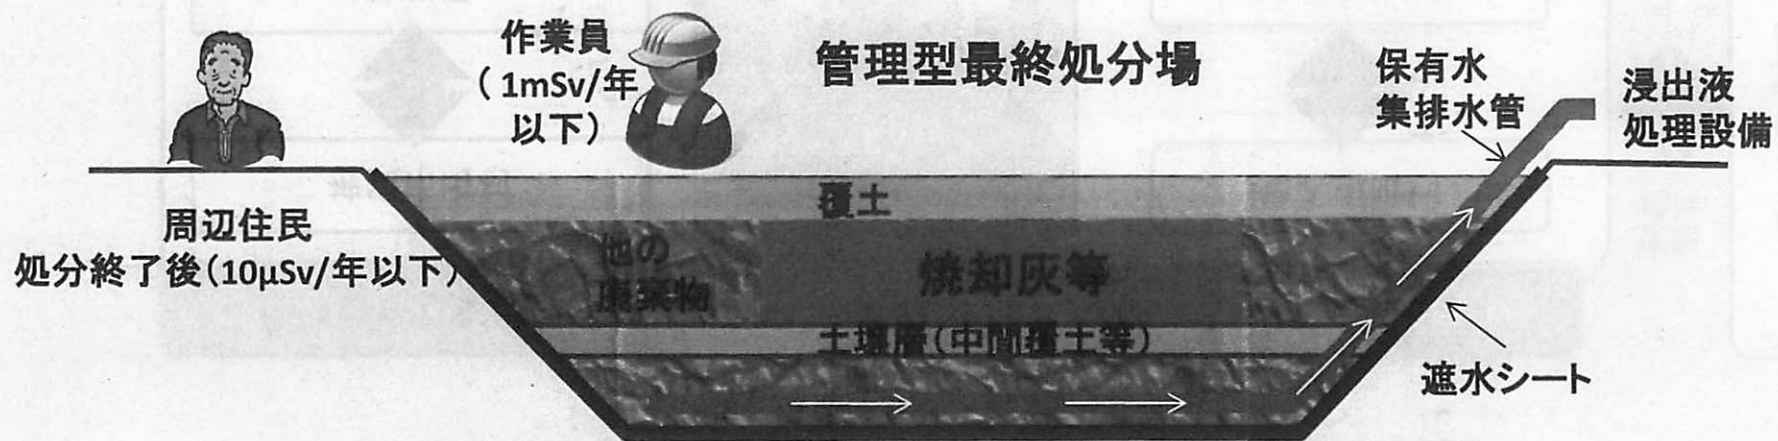 作業員
(1mSv/年
以下)
管理型最終処分場
保有水
集排水管
浸出液
処理設備
周辺住民
処分終了後(10μSv/年以下)
覆土
他の
廃棄物
焼却灰等
土壌層(中間覆土等)
遮水シート